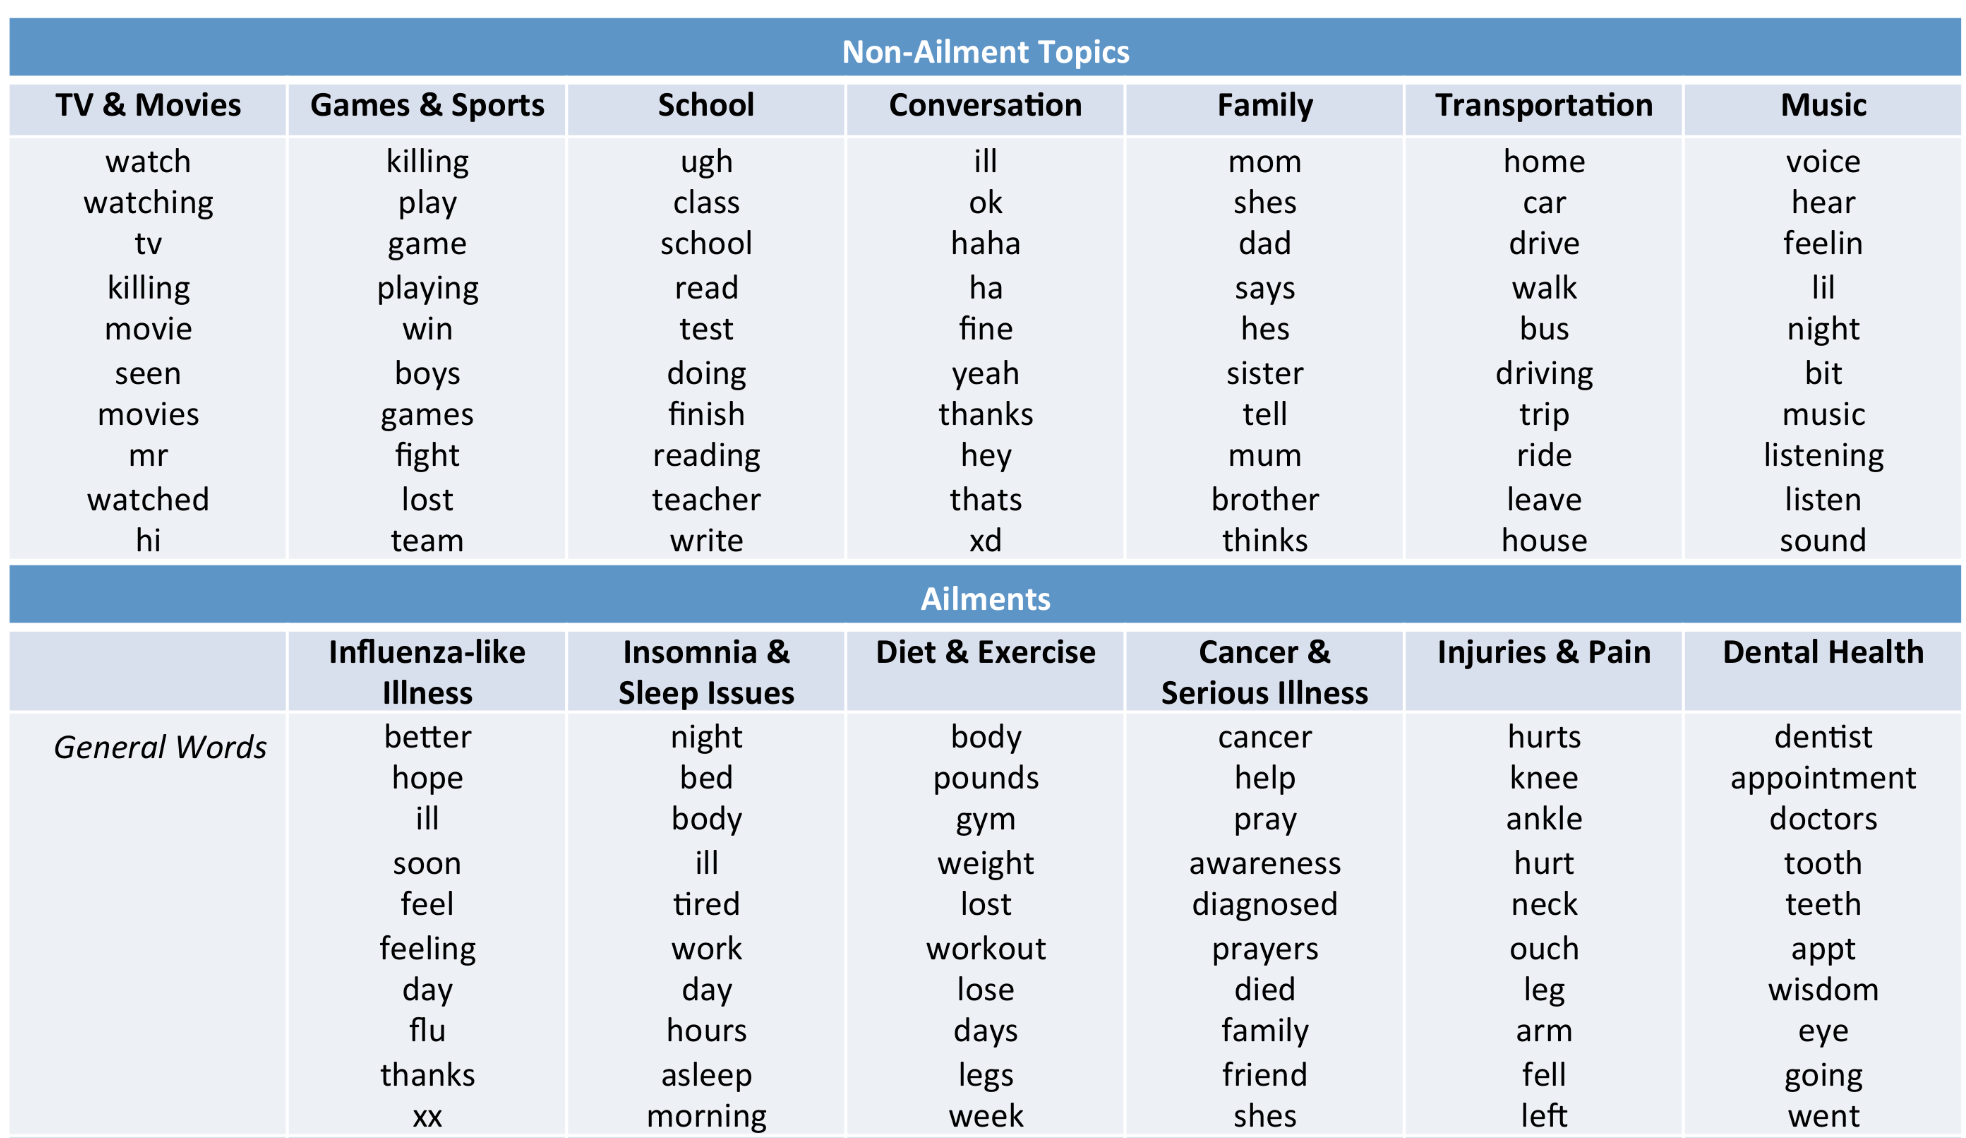 Non-Ailment Topics
TV & Movies Games & Sports School Conversation Family Transportation Music
watch killing ugh ill mom home voice
watching play class ok shes car hear
tv game school haha dad drive feelin
killing playing read ha says walk lil
movie win test fine hes bus night
seen boys doing yeah sister driving bit
movies games finish thanks tell trip music
mr fight reading hey mum ride listening
watched lost teacher thats brother leave listen
hi team write xd thinks house sound
Ailments
Influenza-like Insomnia & Diet & Exercise Cancer & Injuries & Pain Dental Health
Illness Sleep Issues Serious Illness
General Words better night body cancer hurts dentist
hope bed pounds help knee appointment
ill body gym pray ankle doctors
soon ill weight awareness hurt tooth
feel tired lost diagnosed neck teeth
feeling work workout prayers ouch appt
day day lose died leg wisdom
flu hours days family arm eye
thanks asleep legs friend fell going
xx morning week shes left went